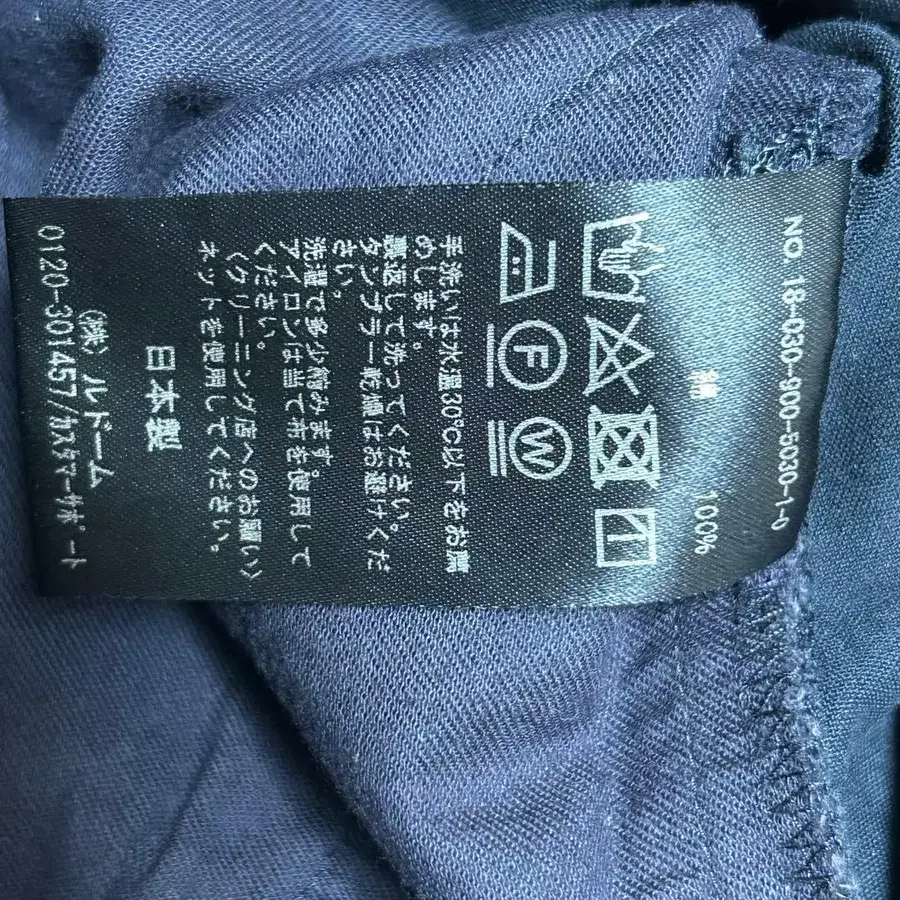 NO. 18-030-900-5030-1-0
綿 100%
F W
手洗いは水温30℃以下をお薦
めします。
裏返して洗ってください。
タンブラー乾燥はお避けくだ
さい。
洗濯で多少縮みます。
アイロンは当て布を使用して
ください。
〈クリーニング店へのお願い〉
ネットを使用してください。
日本製
㈱ ルドーム
0120-301457/ｶｽﾀﾏｰｻﾎﾟｰﾄ